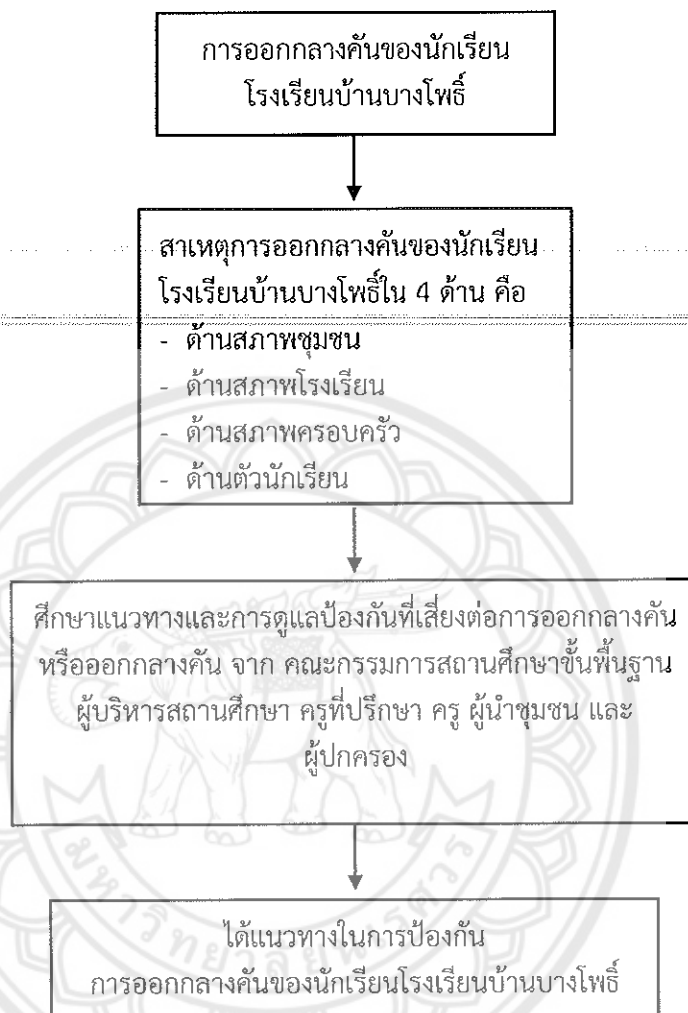 การออกกลางคันของนักเรียน
โรงเรียนบ้านบางโพธิ์
สาเหตุการออกกลางคันของนักเรียน
โรงเรียนบ้านบางโพธิ์ใน 4 ด้าน คือ
- ด้านสภาพชุมชน
- ด้านสภาพโรงเรียน
- ด้านสภาพครอบครัว
- ด้านตัวนักเรียน
ศึกษาแนวทางและการดูแลป้องกันที่เสี่ยงต่อการออกกลางคัน
หรือออกกลางคัน จาก คณะกรรมการสถานศึกษาขั้นพื้นฐาน
ผู้บริหารสถานศึกษา ครูที่ปรึกษา ครู ผู้นำชุมชน และ
ผู้ปกครอง
มหาวิทยาลัยนเรศวร
ได้แนวทางในการป้องกัน
การออกกลางคันของนักเรียนโรงเรียนบ้านบางโพธิ์